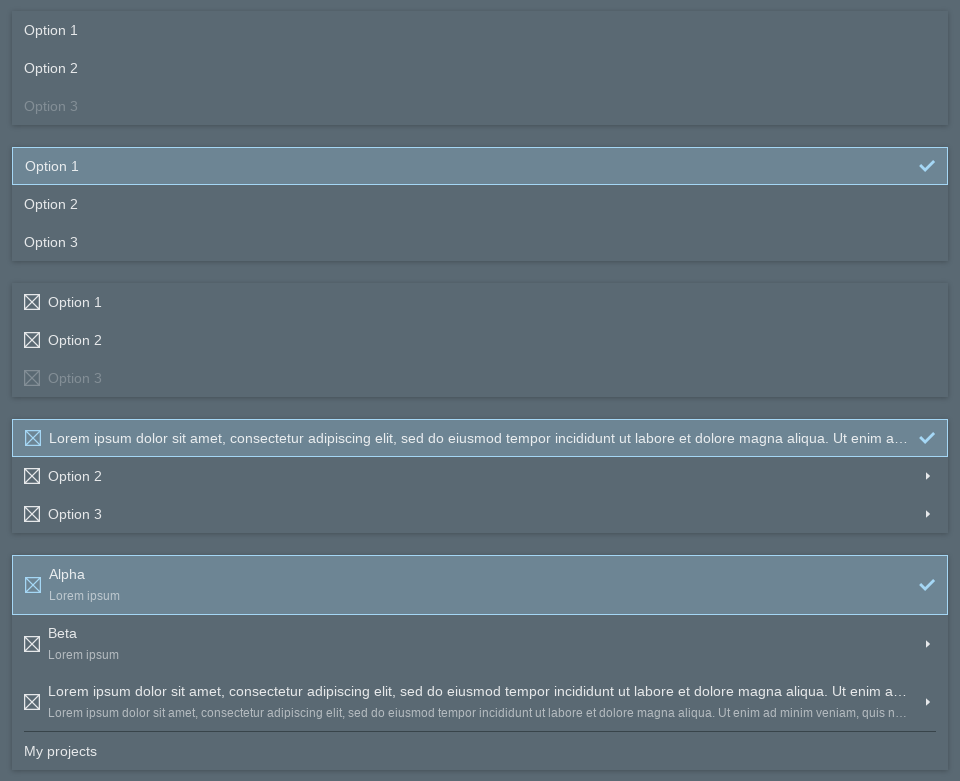 Option 1
Option 2
Option 3
Option 1
Option 2
Option 3
Option 1
Option 2
Option 3
Lorem ipsum dolor sit amet, consectetur adipiscing elit, sed do eiusmod tempor incididunt ut labore et dolore magna aliqua. Ut enim a...
Option 2
Option 3
Alpha
Lorem ipsum
Beta
Lorem ipsum
Lorem ipsum dolor sit amet, consectetur adipiscing elit, sed do eiusmod tempor incididunt ut labore et dolore magna aliqua. Ut enim a...
Lorem ipsum dolor sit amet, consectetur adipiscing elit, sed do eiusmod tempor incididunt ut labore et dolore magna aliqua. Ut enim ad minim veniam, quis n...
My projects